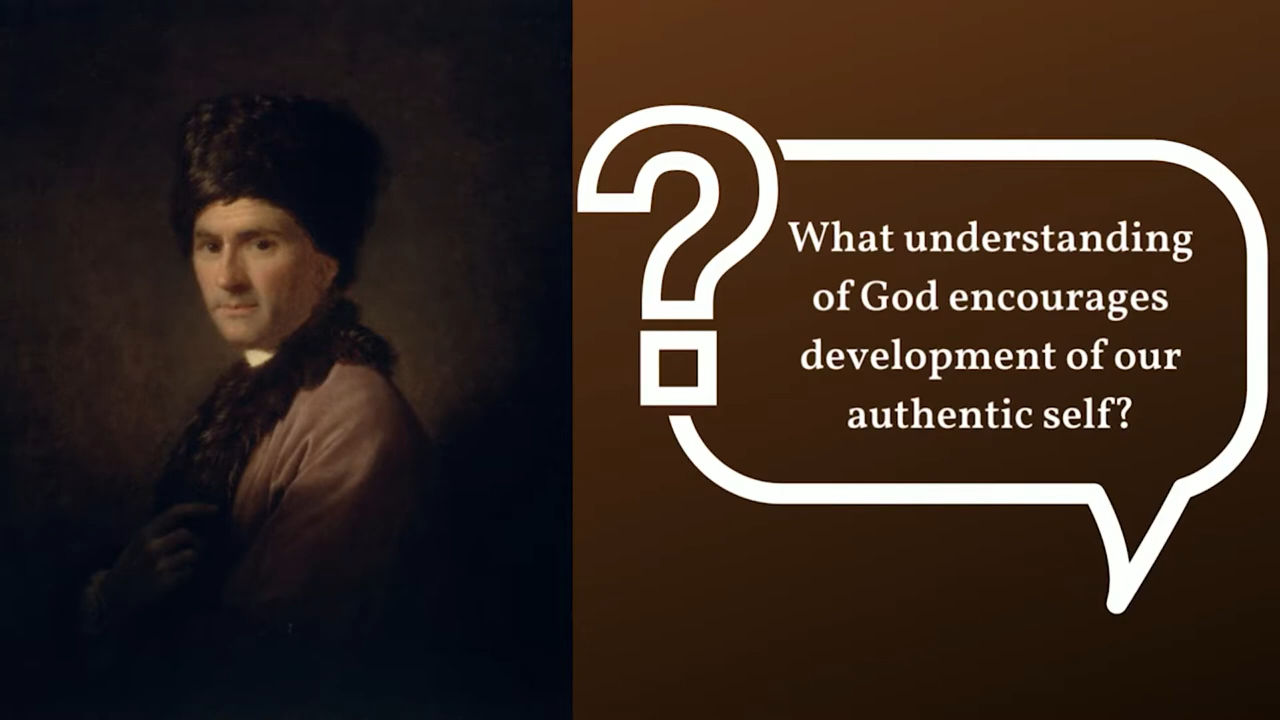 What understanding
of God encourages
development of our
authentic self?